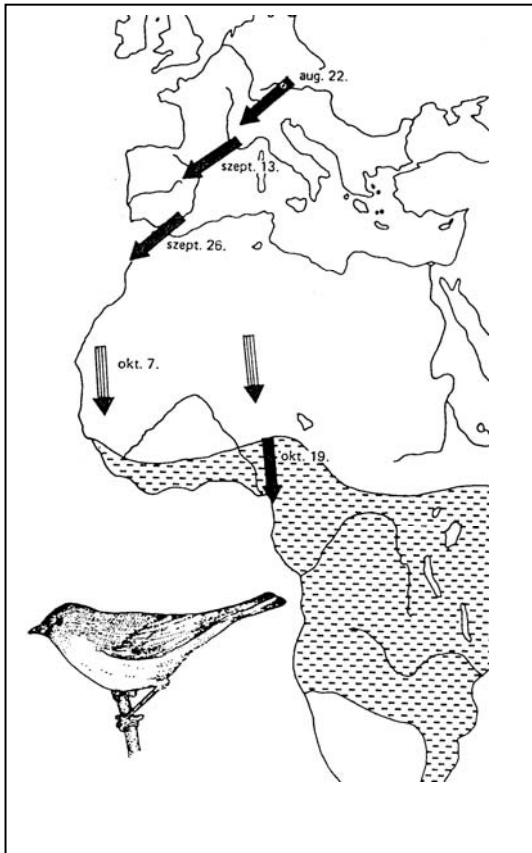 aug. 22.
szept. 13.
szept. 26.
okt. 7.
okt. 19.